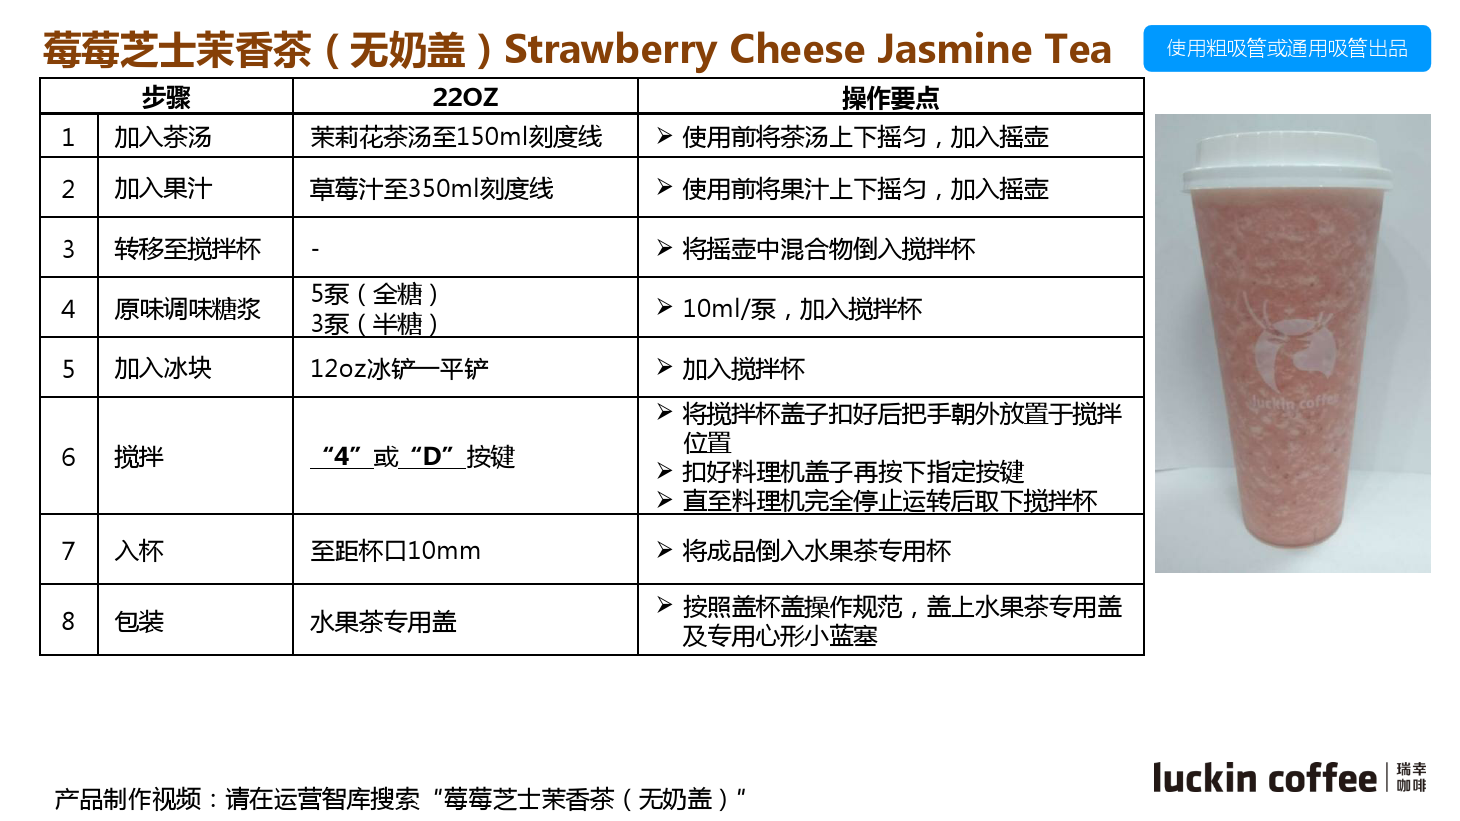 莓莓芝士茉香茶（无奶盖）Strawberry Cheese Jasmine Tea
使用粗吸管或通用吸管出品
步骤 22OZ 操作要点
1 加入茶汤 茉莉花茶汤至150ml刻度线 ➢ 使用前将茶汤上下摇匀，加入摇壶
2 加入果汁 草莓汁至350ml刻度线 ➢ 使用前将果汁上下摇匀，加入摇壶
3 转移至搅拌杯 - ➢ 将摇壶中混合物倒入搅拌杯
4 原味调味糖浆 5泵（全糖） ➢ 10ml/泵，加入搅拌杯
3泵（半糖）
5 加入冰块 12oz冰铲一平铲 ➢ 加入搅拌杯
6 搅拌 “4”或“D”按键 ➢ 将搅拌杯盖子扣好后把手朝外放置于搅拌
位置
➢ 扣好料理机盖子再按下指定按键
➢ 直至料理机完全停止运转后取下搅拌杯
7 入杯 至距杯口10mm ➢ 将成品倒入水果茶专用杯
8 包装 水果茶专用盖 ➢ 按照盖杯盖操作规范，盖上水果茶专用盖
及专用心形小蓝塞
luckin coffee
luckin coffee 瑞幸
咖啡
产品制作视频：请在运营智库搜索“莓莓芝士茉香茶（无奶盖）”